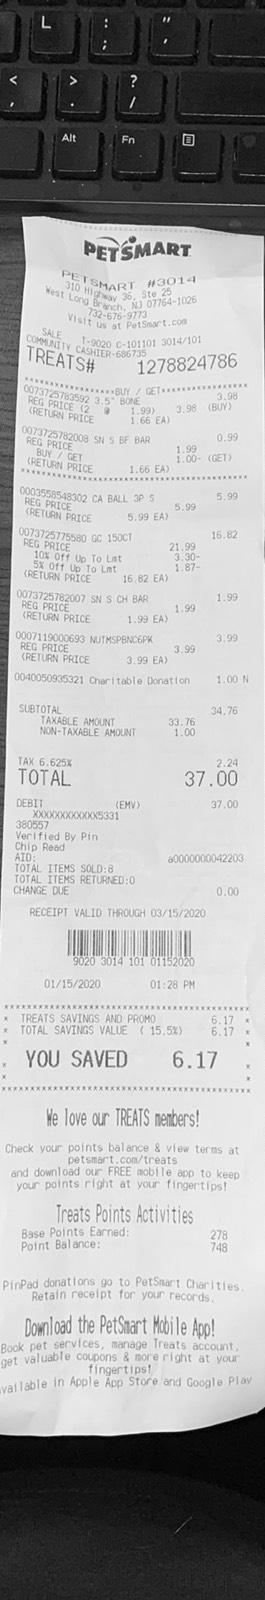 L
:
;
"
'
<
,
>
.
?
/
Alt
Fn
PETSMART
PETSMART #3014
310 Highway 36, Ste 25
West Long Branch, NJ 07764-1026
732-676-9773
Visit us at PetSmart.com
SALE T-9020 C-101101 3014/101
COMMUNITY CASHIER-686735
TREATS# 1278824786
********************BUY / GET******************
0073725783592 3.5" BONE 3.98
REG PRICE (2 @ 1.99) 3.98 (BUY)
(RETURN PRICE 1.66 EA)
0073725782008 SN S BF BAR 0.99
REG PRICE 1.99
BUY / GET 1.00- (GET)
(RETURN PRICE 1.66 EA)
***********************************************
0003558548302 CA BALL 3P S 5.99
REG PRICE 5.99
(RETURN PRICE 5.99 EA)
0073725775580 GC 150CT 16.82
REG PRICE 21.99
10% Off Up To Lmt 3.30-
5% Off Up To Lmt 1.87-
(RETURN PRICE 16.82 EA)
0073725782007 SN S CH BAR 1.99
REG PRICE 1.99
(RETURN PRICE 1.99 EA)
0007119000693 NUTMSPBNC6PK 3.99
REG PRICE 3.99
(RETURN PRICE 3.99 EA)
0040050935321 Charitable Donation 1.00 N
SUBTOTAL 34.76
TAXABLE AMOUNT 33.76
NON-TAXABLE AMOUNT 1.00
TAX 6.625% 2.24
TOTAL 37.00
DEBIT (EMV) 37.00
XXXXXXXXXXXX5331
380557
Verified By Pin
Chip Read
AID: a0000000042203
TOTAL ITEMS SOLD:8
TOTAL ITEMS RETURNED:0
CHANGE DUE 0.00
RECEIPT VALID THROUGH 03/15/2020
9020 3014 101 01152020
01/15/2020 01:28 PM
***********************************************
* TREATS SAVINGS AND PROMO 6.17 *
* TOTAL SAVINGS VALUE ( 15.5%) 6.17 *
* YOU SAVED 6.17 *
***********************************************
We love our TREATS members!
Check your points balance & view terms at
petsmart.com/treats
and download our FREE mobile app to keep
your points right at your fingertips!
Treats Points Activities
Base Points Earned: 278
Point Balance: 748
PinPad donations go to PetSmart Charities.
Retain receipt for your records.
Download the PetSmart Mobile App!
Book pet services, manage Treats account,
get valuable coupons & more right at your
fingertips!
vailable in Apple App Store and Google Play